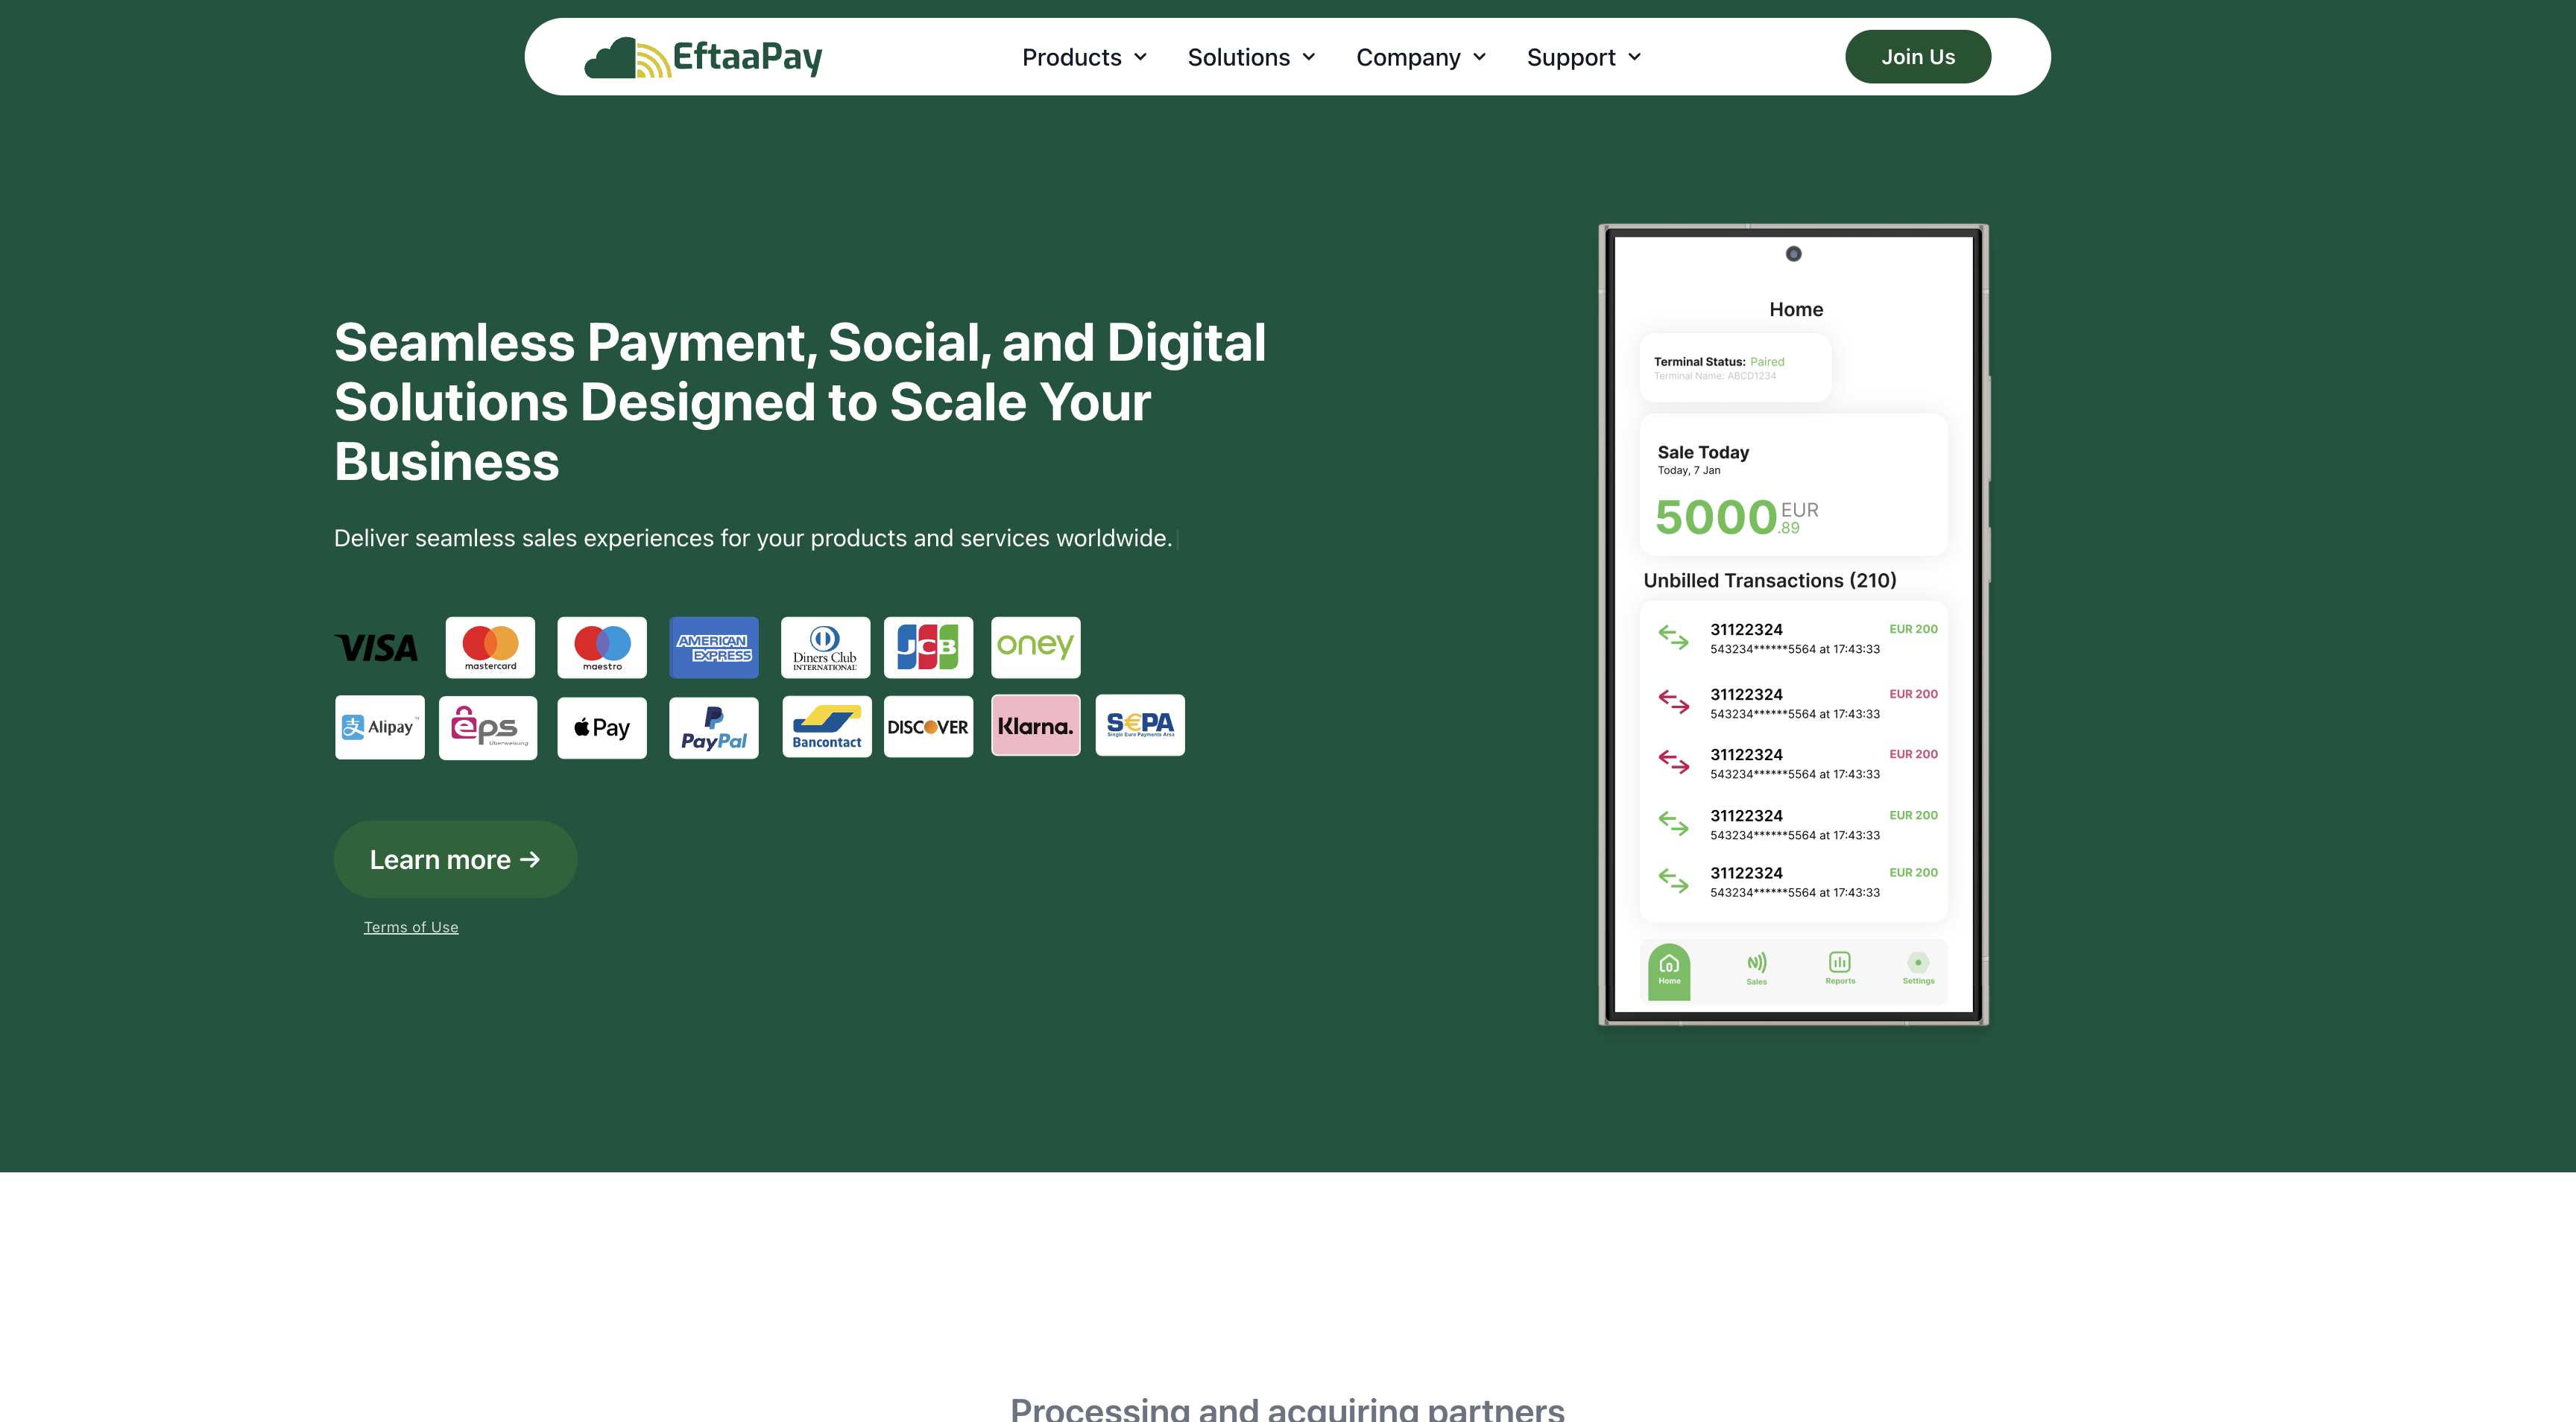 EftaaPay
Products
Solutions
Company
Support
Join Us
Seamless Payment, Social, and Digital
Solutions Designed to Scale Your
Business
Deliver seamless sales experiences for your products and services worldwide.
VISA
mastercard
maestro
AMERICAN
EXPRESS
Diners Club
INTERNATIONAL
JCB
oney
支 Alipay
eps
Überweisung
Pay
PayPal
Bancontact
DISCOVER
Klarna.
S€PA
Single Euro Payments Area
Learn more →
Terms of Use
Home
Terminal Status: Paired
Terminal Name: ABCD1234
Sale Today
Today, 7 Jan
5000.89 EUR
Unbilled Transactions (210)
31122324 EUR 200
543234******5564 at 17:43:33
31122324 EUR 200
543234******5564 at 17:43:33
31122324 EUR 200
543234******5564 at 17:43:33
31122324 EUR 200
543234******5564 at 17:43:33
31122324 EUR 200
543234******5564 at 17:43:33
Home
Sales
Reports
Settings
Processing and acquiring partners